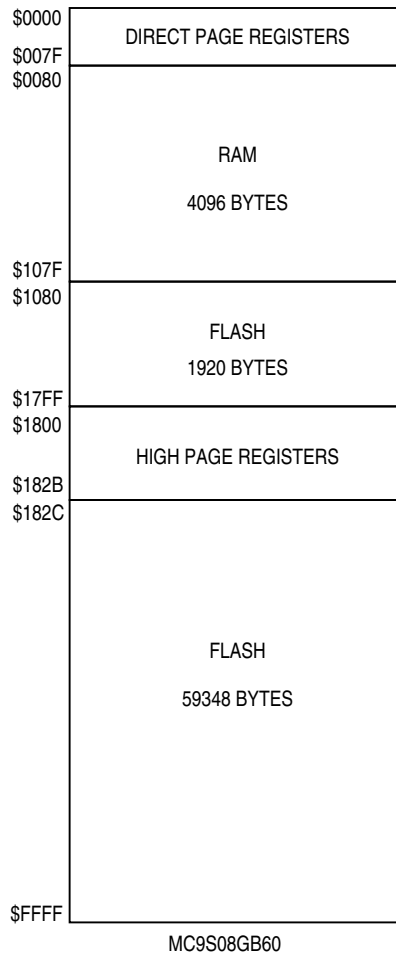 $0000
DIRECT PAGE REGISTERS
$007F
$0080
RAM
4096 BYTES
$107F
$1080
FLASH
1920 BYTES
$17FF
$1800
HIGH PAGE REGISTERS
$182B
$182C
FLASH
59348 BYTES
$FFFF
MC9S08GB60